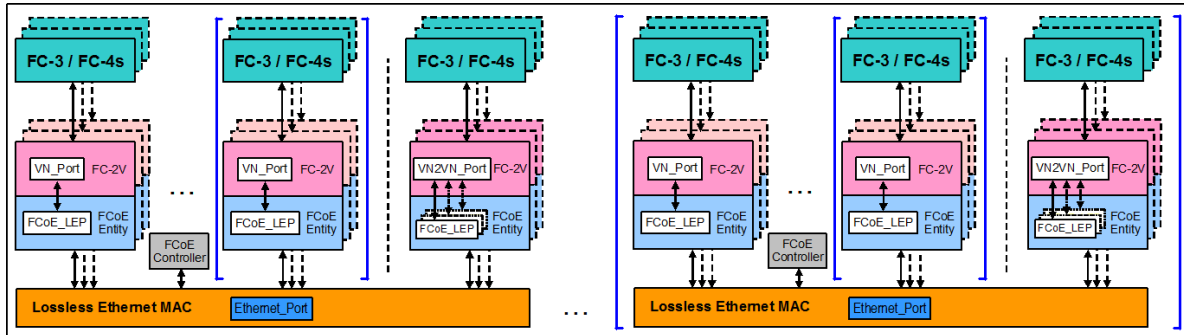 FC-3 / FC-4s
FC-3 / FC-4s
FC-3 / FC-4s
FC-3 / FC-4s
FC-3 / FC-4s
FC-3 / FC-4s
VN_Port
FC-2V
VN_Port
FC-2V
VN2VN_Port
FC-2V
VN_Port
FC-2V
VN_Port
FC-2V
VN2VN_Port
FC-2V
. . .
. . .
FCoE_LEP
FCoE
Entity
FCoE_LEP
FCoE
Entity
FCoE_LEP
FCoE
Entity
FCoE_LEP
FCoE
Entity
FCoE_LEP
FCoE
Entity
FCoE_LEP
FCoE
Entity
FCoE
Controller
FCoE
Controller
Lossless Ethernet MAC
Ethernet_Port
. . .
Lossless Ethernet MAC
Ethernet_Port